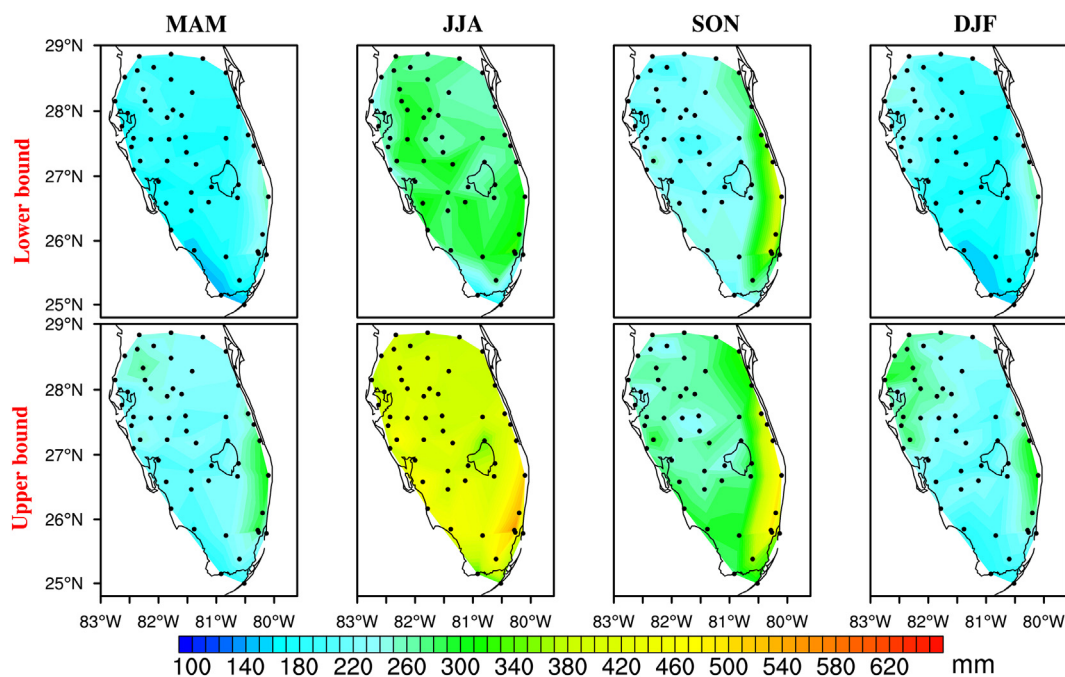 MAM JJA SON DJF
29°N
28°N
27°N
26°N
25°N
Lower bound
29°N
28°N
27°N
26°N
25°N
Upper bound
83°W 82°W 81°W 80°W 83°W 82°W 81°W 80°W 83°W 82°W 81°W 80°W 83°W 82°W 81°W 80°W
100 140 180 220 260 300 340 380 420 460 500 540 580 620 mm